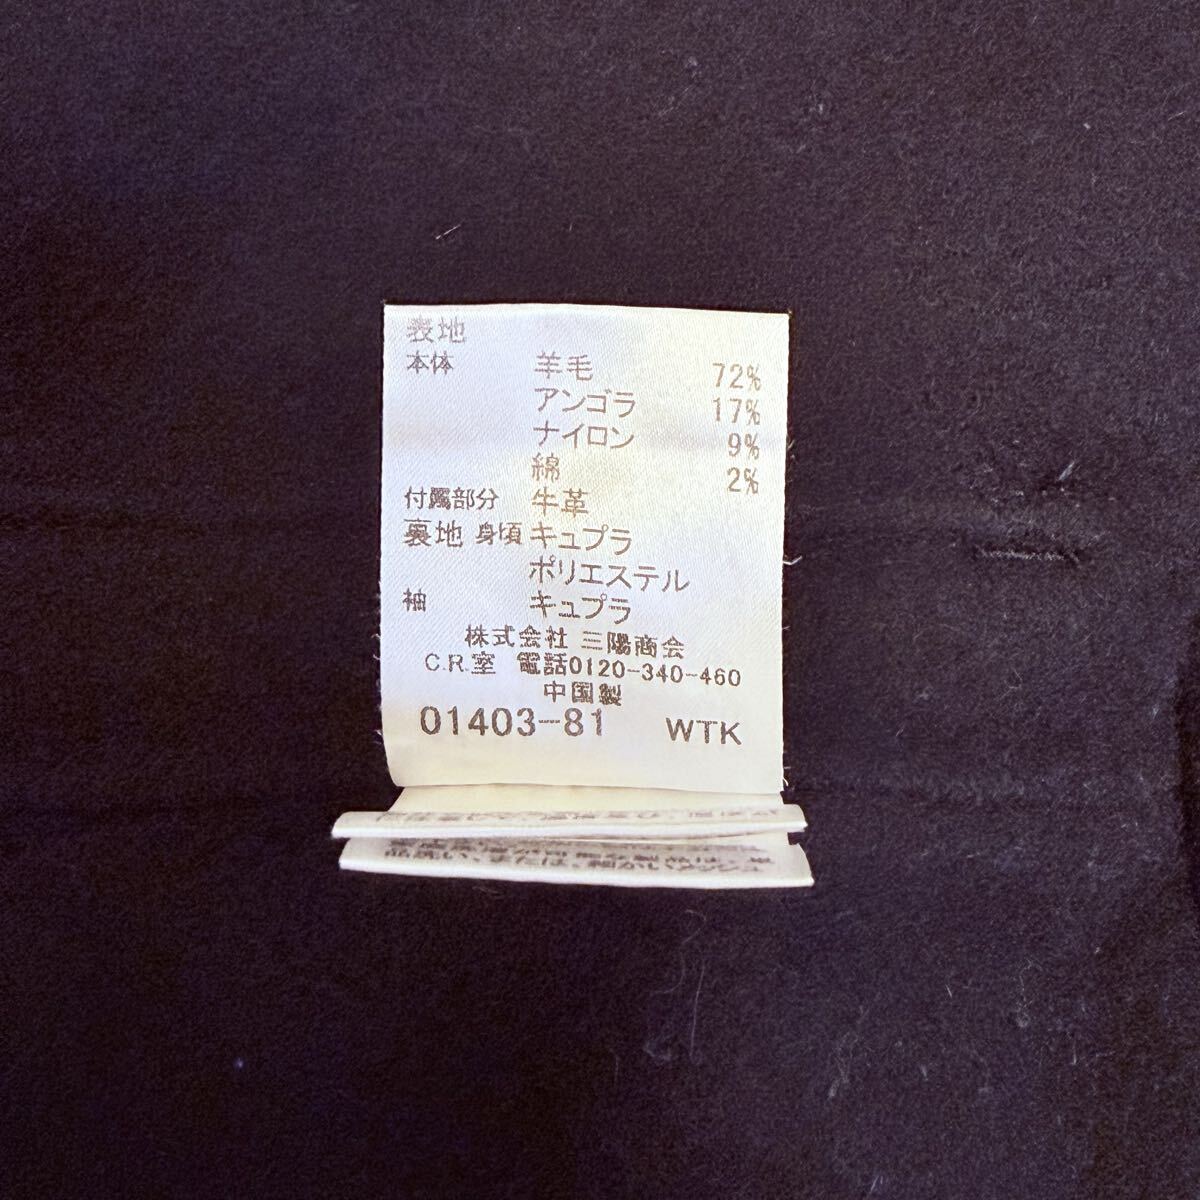 表地
本体 羊毛 72%
アンゴラ 17%
ナイロン 9%
綿 2%
付属部分 牛革
裏地 身頃 キュプラ
ポリエステル
袖 キュプラ
株式会社 三陽商会
C.R.室 電話0120-340-460
中国製
01403-81 WTK